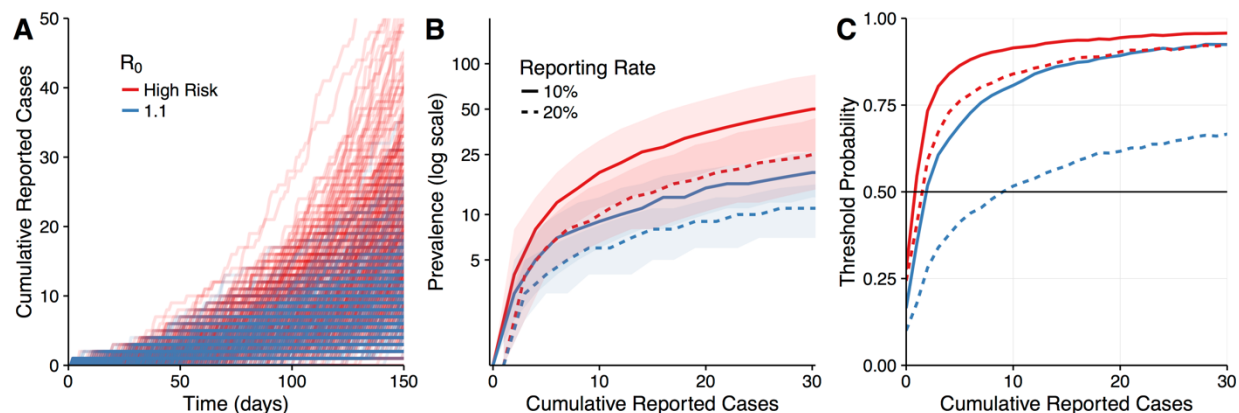 A
Cumulative Reported Cases
50
40
30
20
10
0
R0
High Risk
1.1
0
50
100
150
Time (days)
B
Prevalence (log scale)
100
50
25
10
5
Reporting Rate
10%
20%
0
10
20
30
Cumulative Reported Cases
C
Threshold Probability
1.00
0.75
0.50
0.25
0.00
0
10
20
30
Cumulative Reported Cases